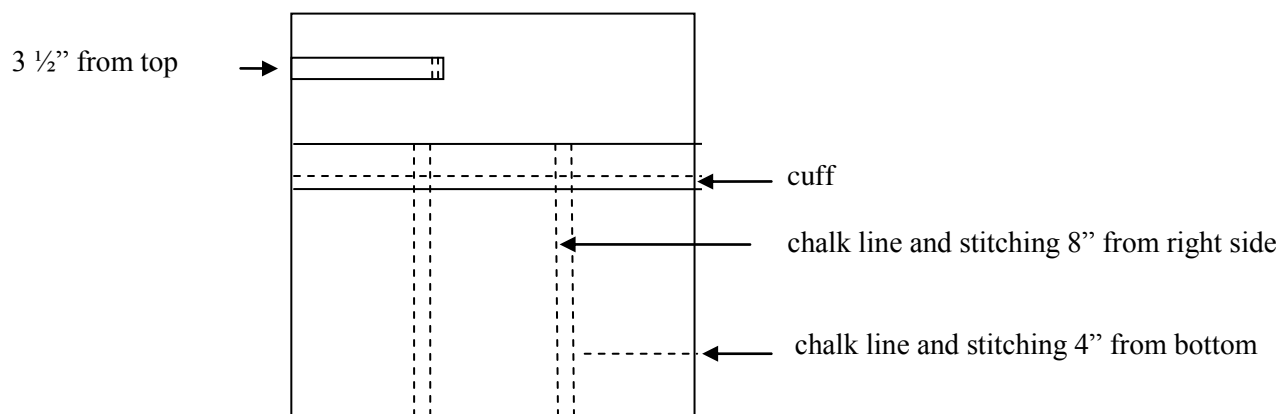 3 ½” from top
cuff
chalk line and stitching 8” from right side
chalk line and stitching 4” from bottom